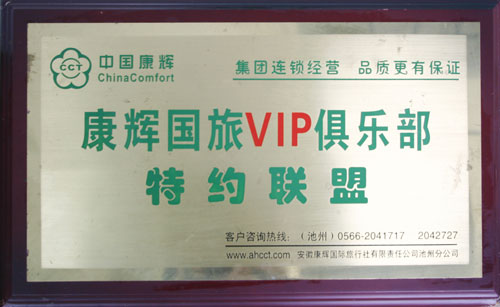 CCT
中国康辉 集团连锁经营 品质更有保证
ChinaComfort
康辉国旅VIP俱乐部
特约联盟
客户咨询热线：（池州）0566-2041717 2042727
www.ahcct.com 安徽康辉国际旅行社有限责任公司池州分公司